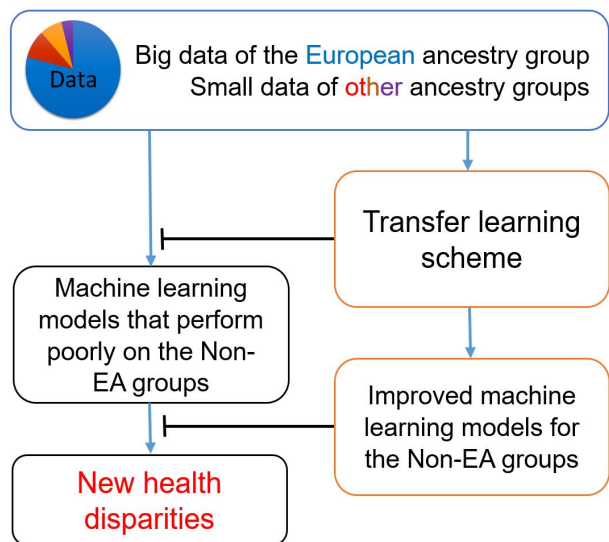 Data
Big data of the European ancestry group
Small data of other ancestry groups
Transfer learning
scheme
Machine learning
models that perform
poorly on the Non-
EA groups
Improved machine
learning models for
the Non-EA groups
New health
disparities